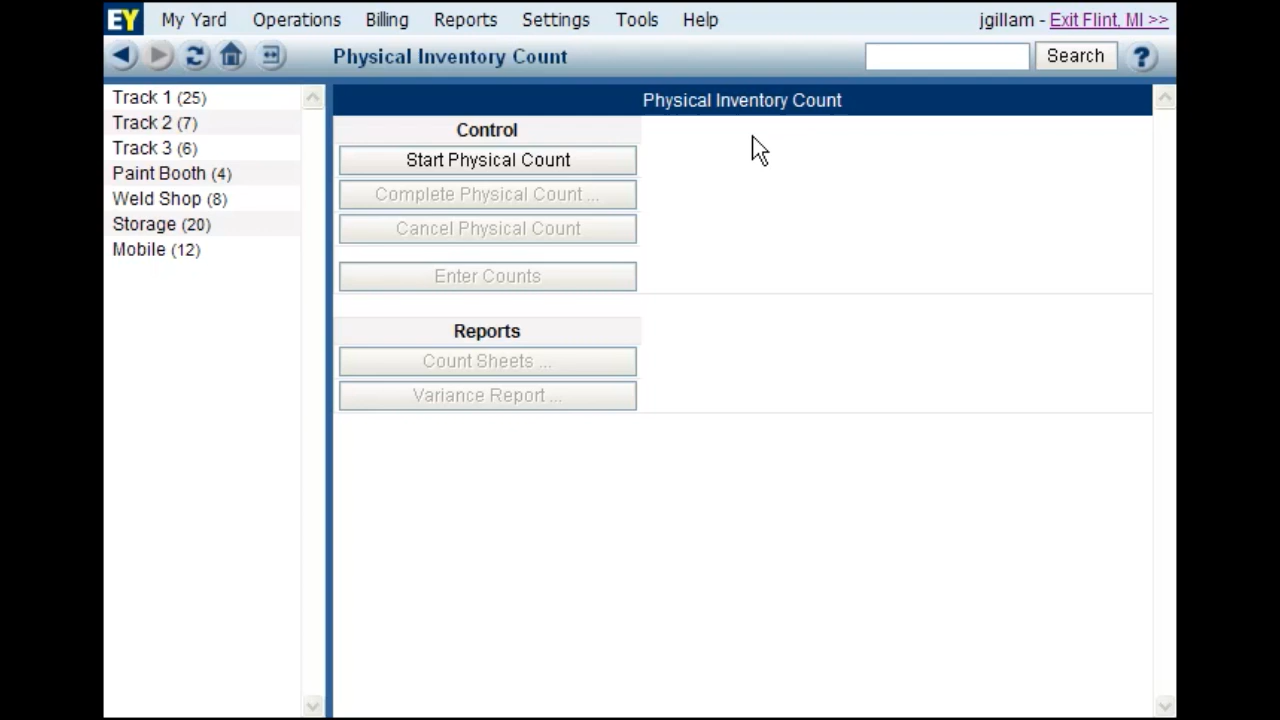 EY My Yard Operations Billing Reports Settings Tools Help jgillam - Exit Flint, MI >>
Physical Inventory Count Search ?
Track 1 (25)
Track 2 (7)
Track 3 (6)
Paint Booth (4)
Weld Shop (8)
Storage (20)
Mobile (12)
Physical Inventory Count
Control
Start Physical Count
Complete Physical Count ...
Cancel Physical Count
Enter Counts
Reports
Count Sheets ...
Variance Report ...